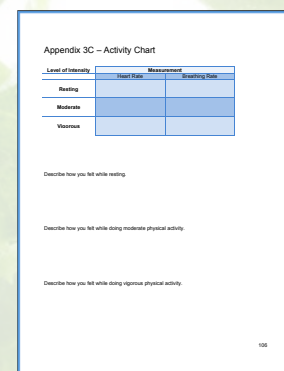 Appendix 3C – Activity Chart
Level of Intensity Measurement
Heart Rate Breathing Rate
Resting
Moderate
Vigorous
Describe how you felt while resting.
Describe how you felt while doing moderate physical activity.
Describe how you felt while doing vigorous physical activity.
106